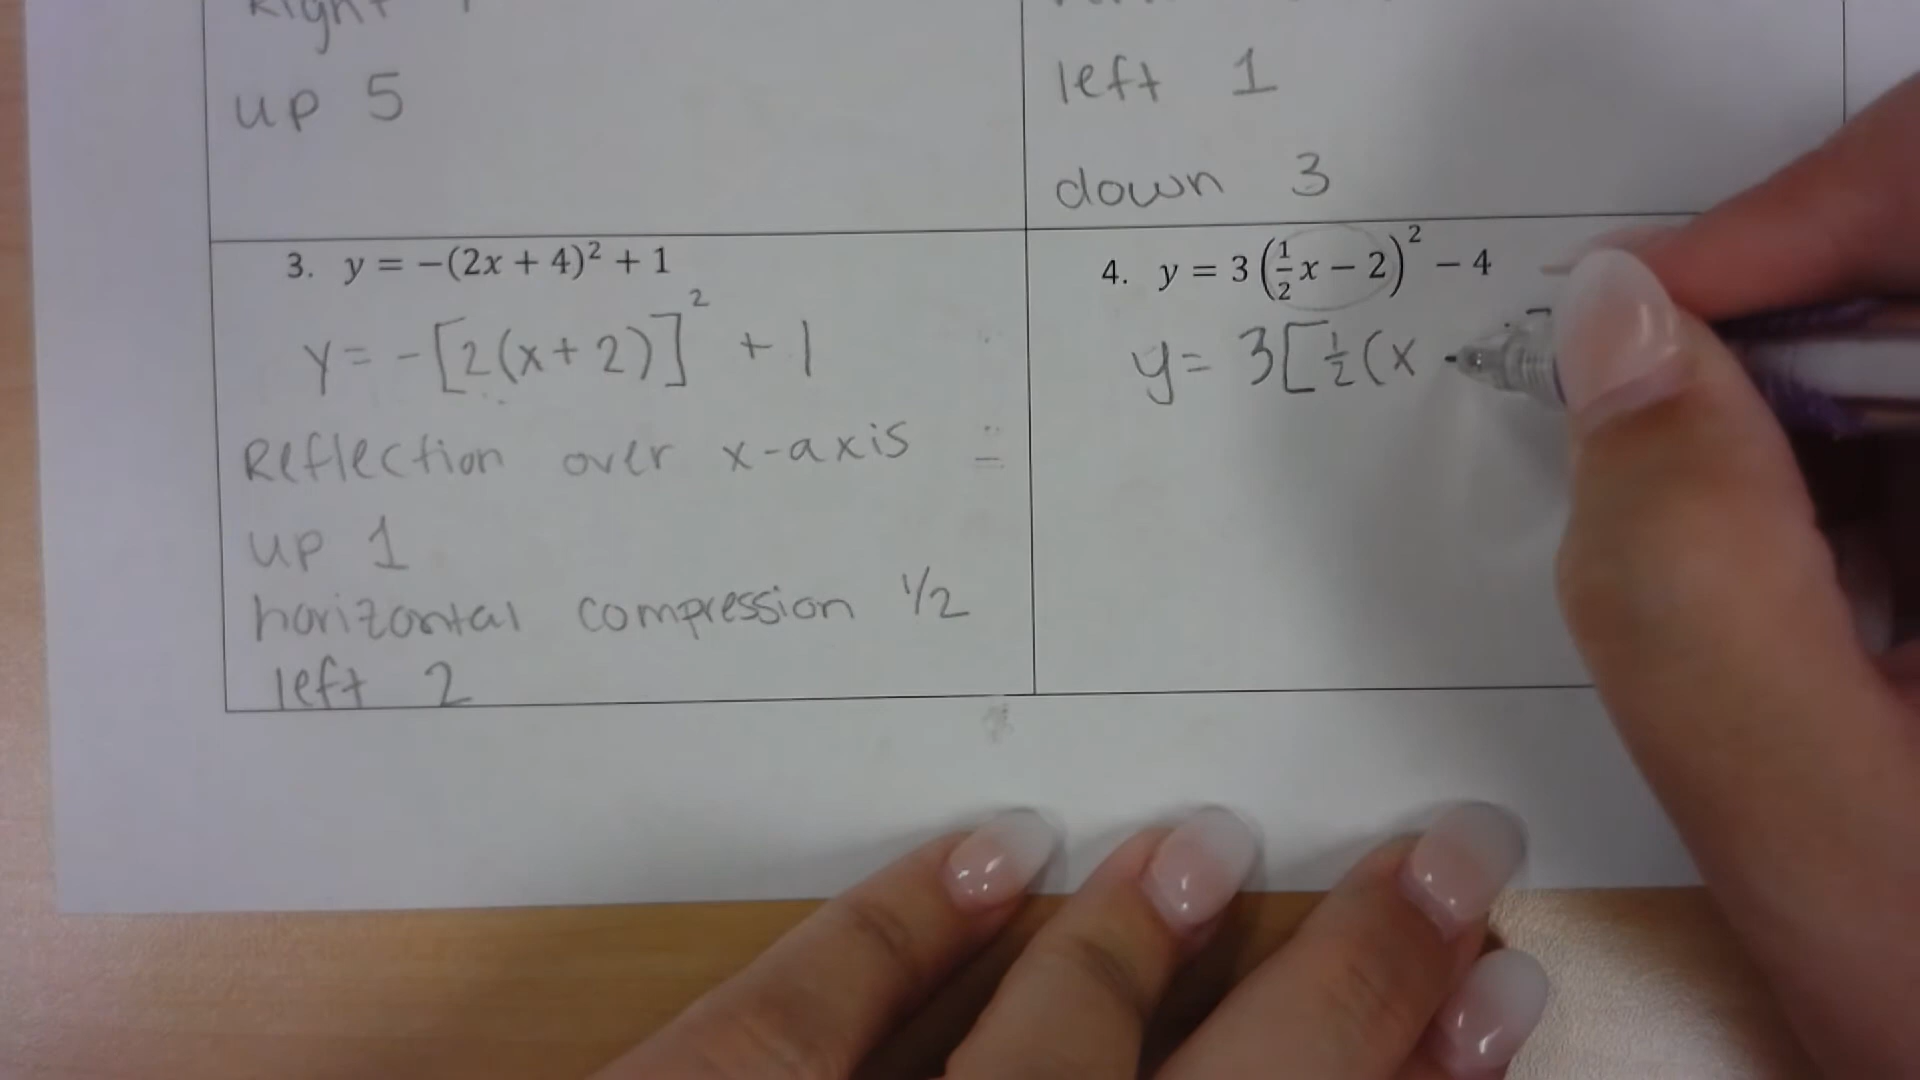 Right
up 5
left 1
down 3
3. y = −(2x + 4)² + 1
y = -[2(x+2)]² + 1
Reflection over x-axis
up 1
horizontal compression 1/2
left 2
4. y = 3(1/2x − 2)² − 4
y = 3[1/2(x -